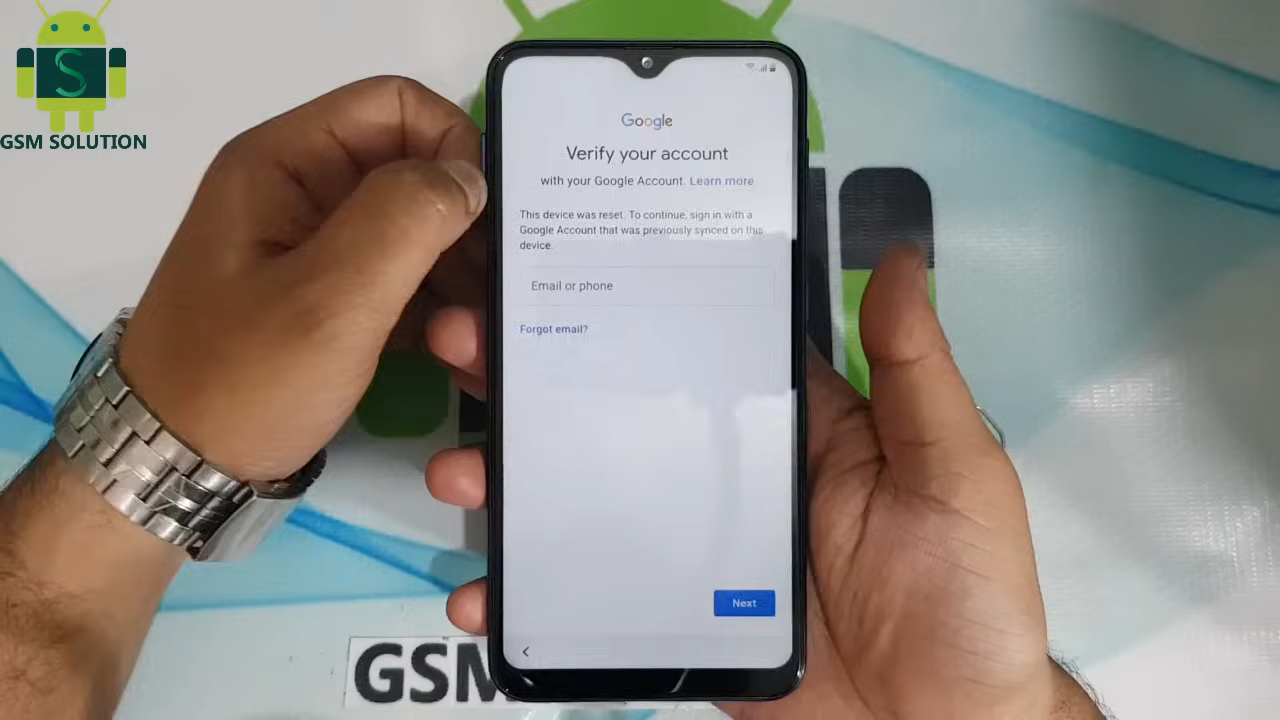 S
GSM SOLUTION
Google
Verify your account
with your Google Account. Learn more
This device was reset. To continue, sign in with a
Google Account that was previously synced on this
device.
Email or phone
Forgot email?
Next
GSM